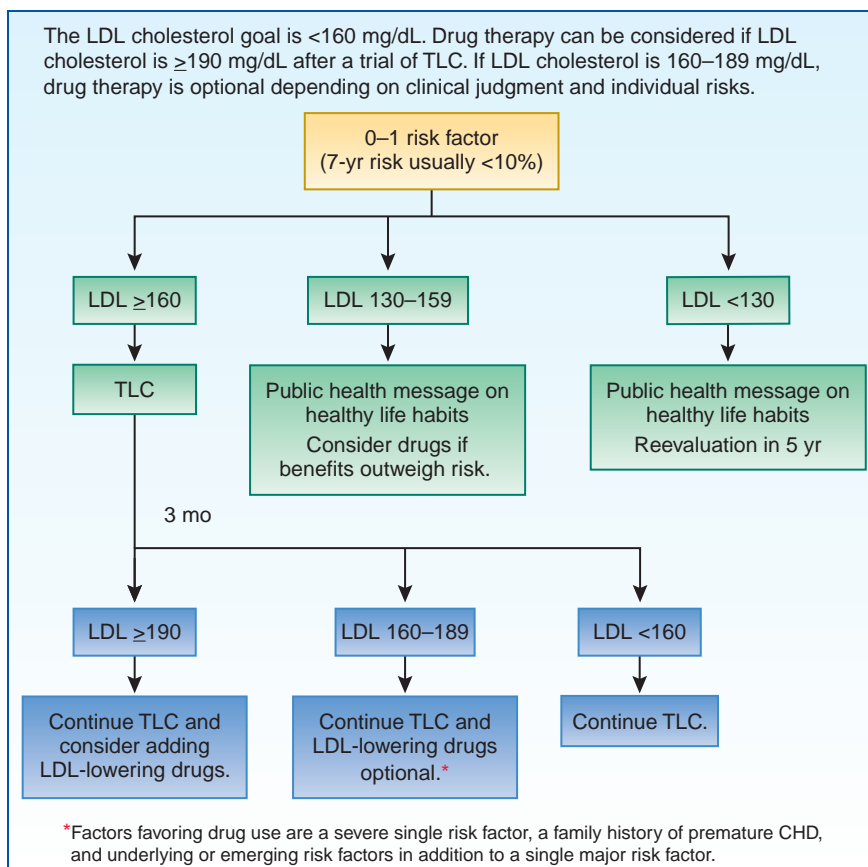 The LDL cholesterol goal is <160 mg/dL. Drug therapy can be considered if LDL
cholesterol is ≥190 mg/dL after a trial of TLC. If LDL cholesterol is 160–189 mg/dL,
drug therapy is optional depending on clinical judgment and individual risks.
0–1 risk factor
(7-yr risk usually <10%)
LDL ≥160
LDL 130–159
LDL <130
TLC
Public health message on
healthy life habits
Consider drugs if
benefits outweigh risk.
Public health message on
healthy life habits
Reevaluation in 5 yr
3 mo
LDL ≥190
LDL 160–189
LDL <160
Continue TLC and
consider adding
LDL-lowering drugs.
Continue TLC and
LDL-lowering drugs
optional.*
Continue TLC.
*Factors favoring drug use are a severe single risk factor, a family history of premature CHD,
and underlying or emerging risk factors in addition to a single major risk factor.